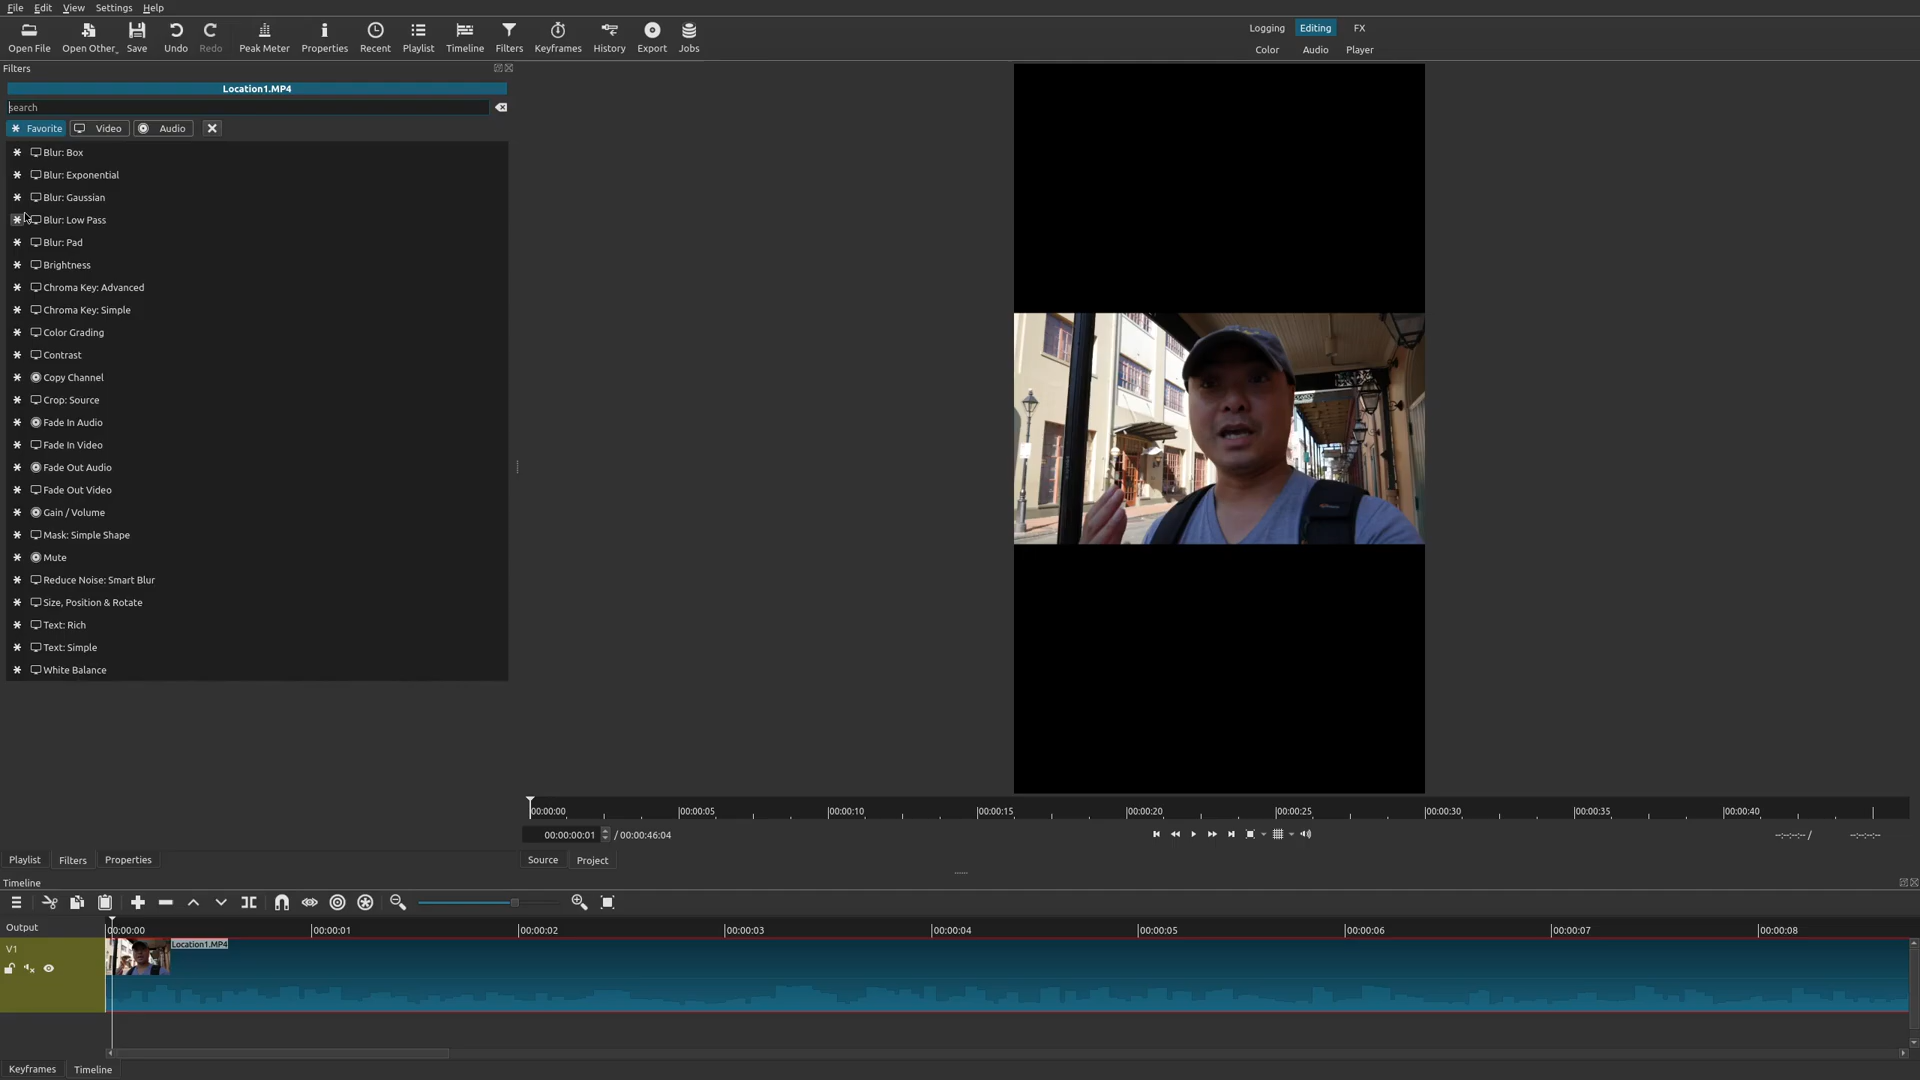 File Edit View Settings Help
Open File Open Other.. Save Undo Redo Peak Meter Properties Recent Playlist Timeline Filters Keyframes History Export Jobs
Logging Editing FX
Color Audio Player
Filters
Location1.MP4
search
Favorite Video Audio
Blur: Box
Blur: Exponential
Blur: Gaussian
Blur: Low Pass
Blur: Pad
Brightness
Chroma Key: Advanced
Chroma Key: Simple
Color Grading
Contrast
Copy Channel
Crop: Source
Fade In Audio
Fade In Video
Fade Out Audio
Fade Out Video
Gain / Volume
Mask: Simple Shape
Mute
Reduce Noise: Smart Blur
Size, Position & Rotate
Text: Rich
Text: Simple
White Balance
00:00:00 00:00:05 00:00:10 00:00:15 00:00:20 00:00:25 00:00:30 00:00:35 00:00:40
00:00:00:01 / 00:00:46:04 --:--:--:-- / --:--:--:--
Playlist Filters Properties Source Project
Timeline
Output 00:00:00 00:00:01 00:00:02 00:00:03 00:00:04 00:00:05 00:00:06 00:00:07 00:00:08
V1 Location1.MP4
Keyframes Timeline